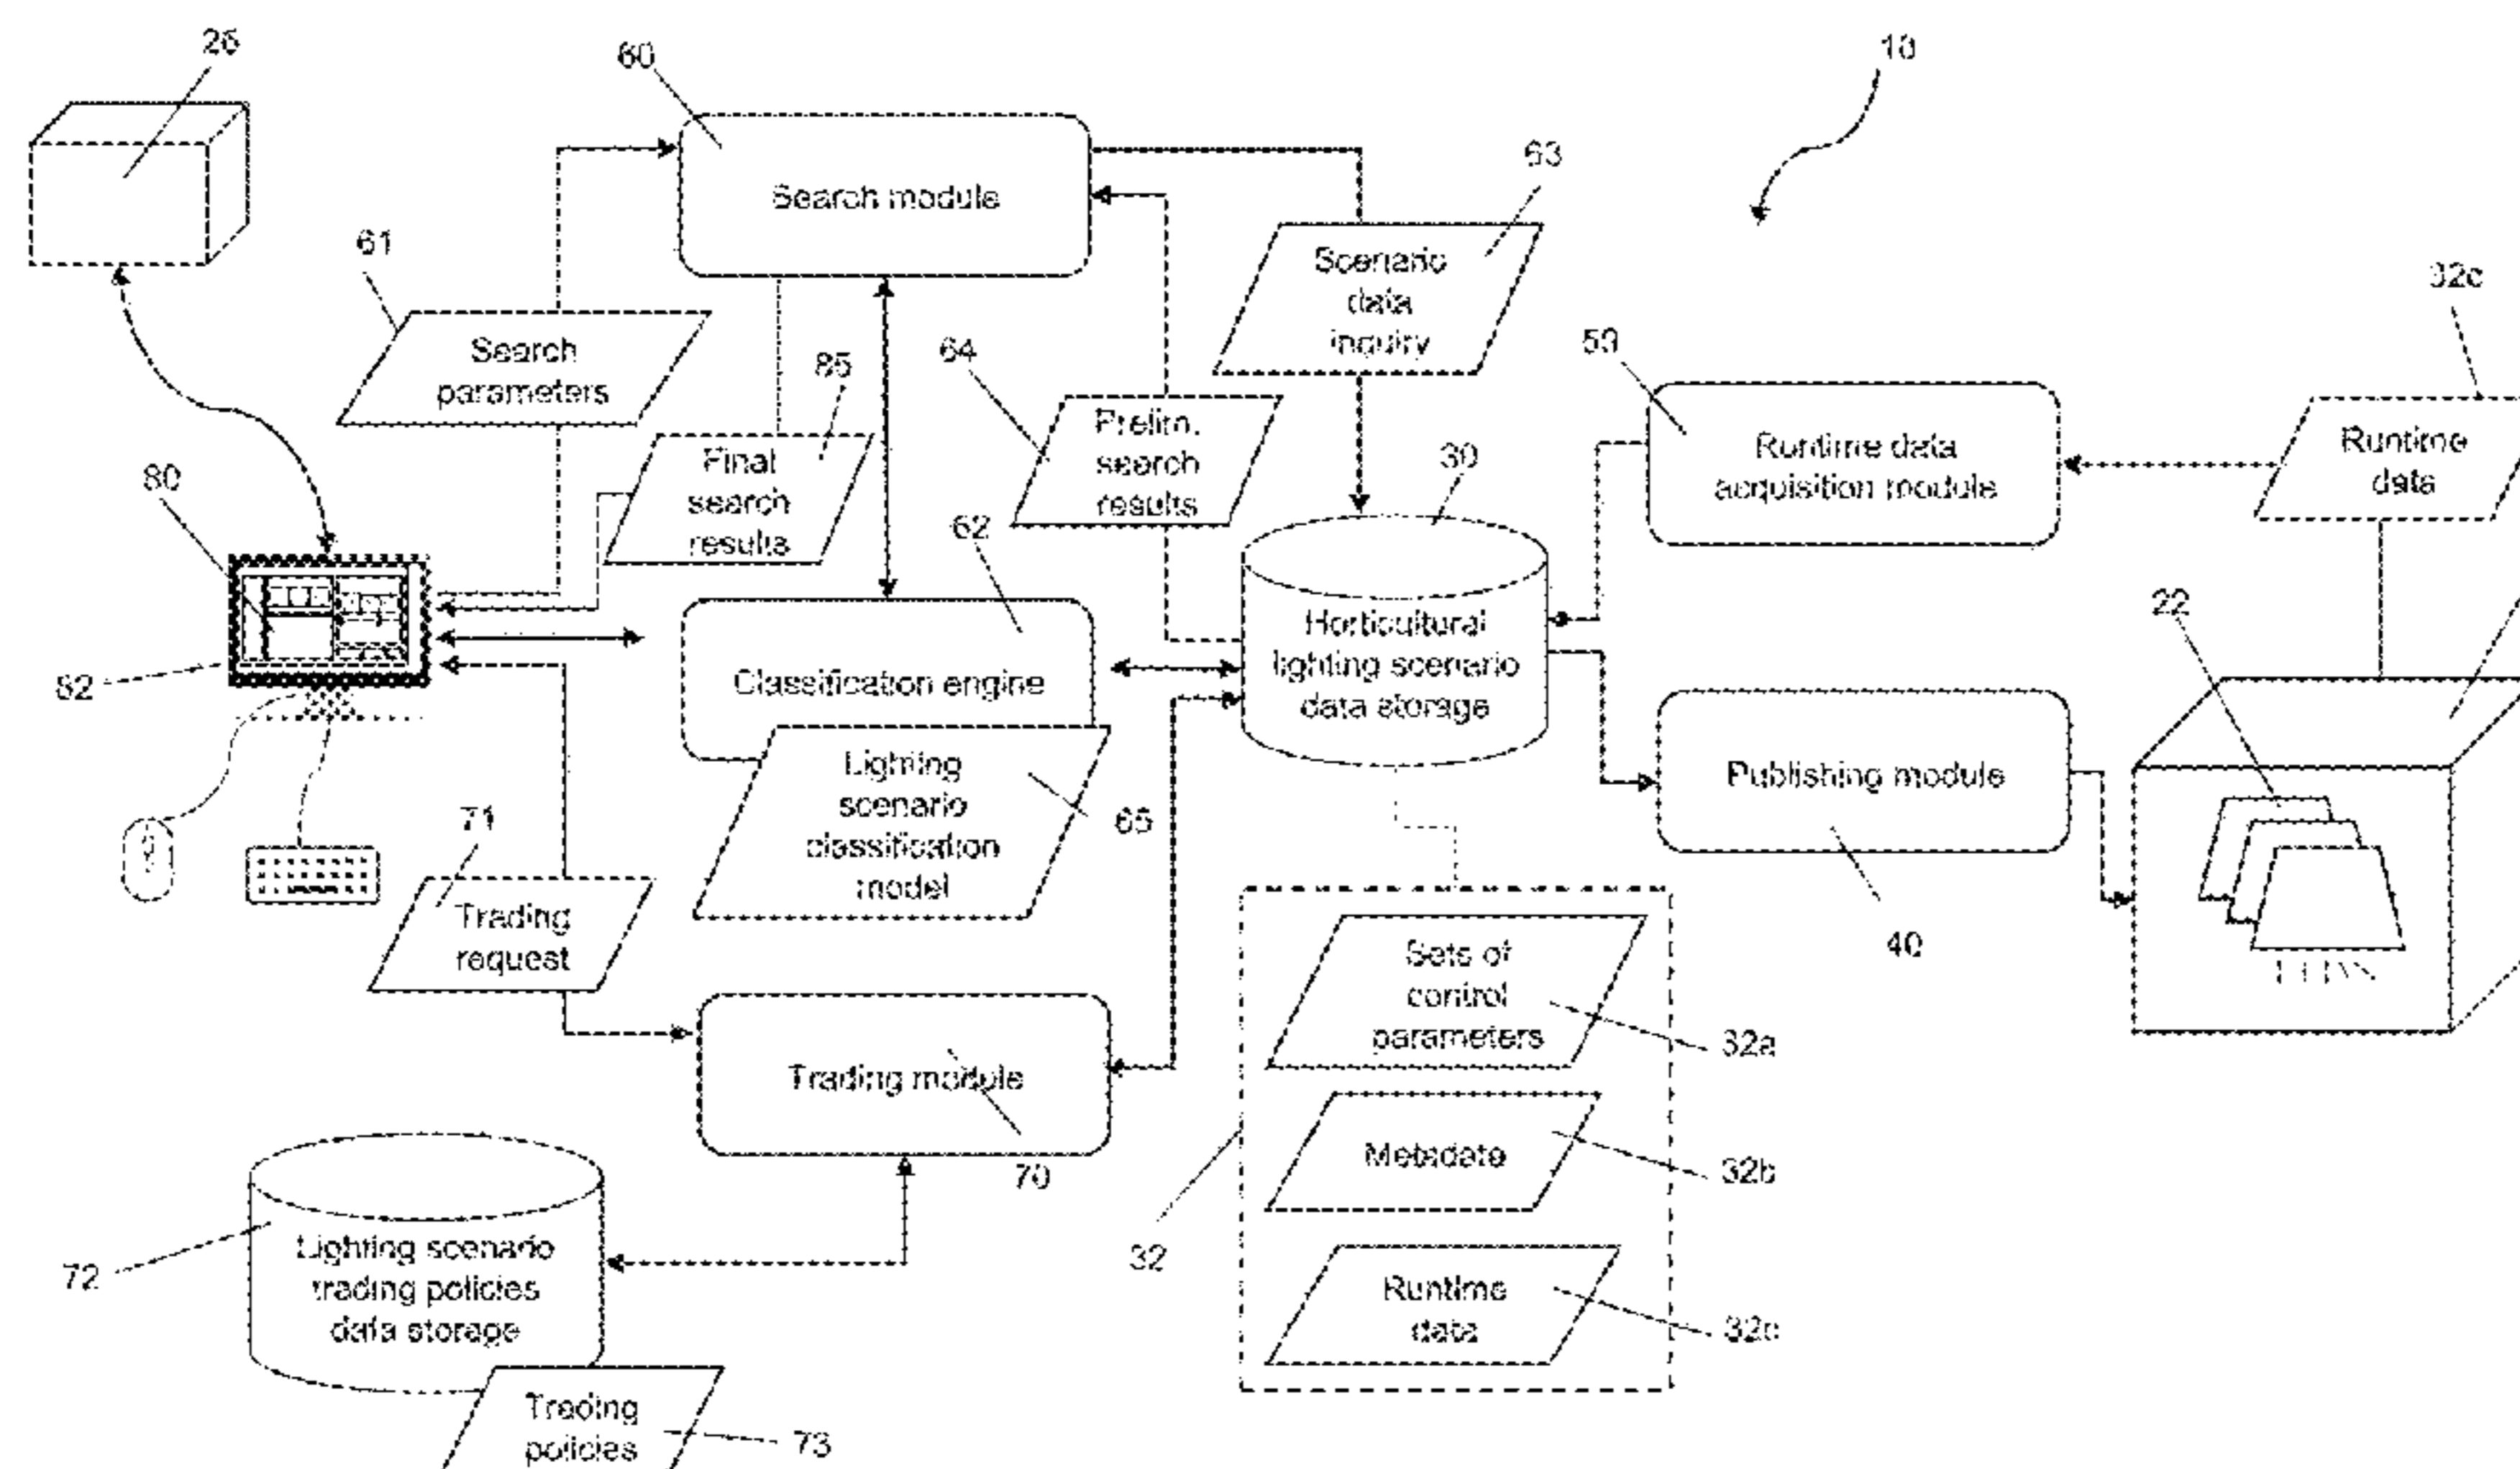 26
60
10
Search module
63
61
Scenario
data
inquiry
32c
Search
parameters
64
85
59
Final
search
results
Prelim.
search
results
30
Runtime data
acquisition module
Runtime
data
80
62
22
Horticultural
lighting scenario
data storage
82
Classification engine
Lighting
scenario
classification
model
65
Publishing module
71
Trading
request
40
Sets of
control
parameters
32a
Trading module
70
Metadate
32b
32
72
Lighting scenario
trading policies
data storage
Runtime
data
32c
Trading
policies
73